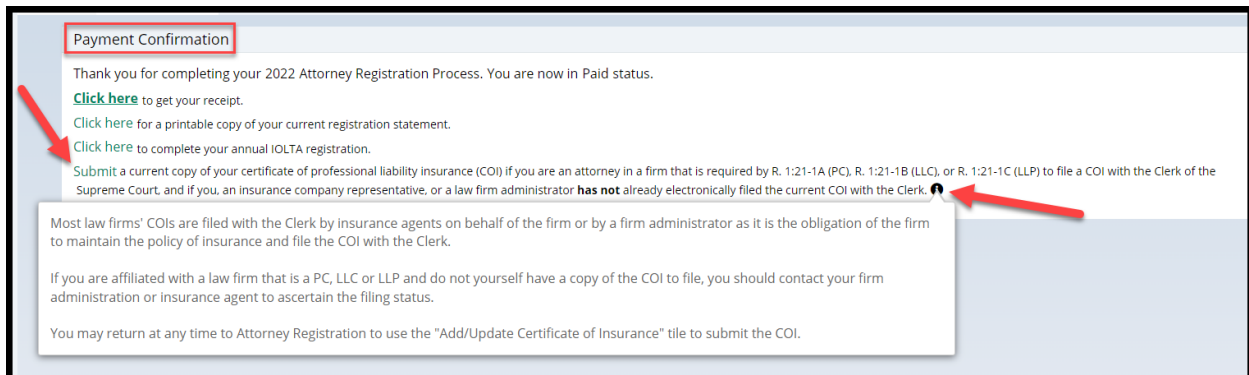 Payment Confirmation
Thank you for completing your 2022 Attorney Registration Process. You are now in Paid status.
Click here to get your receipt.
Click here for a printable copy of your current registration statement.
Click here to complete your annual IOLTA registration.
Submit a current copy of your certificate of professional liability insurance (COI) if you are an attorney in a firm that is required by R. 1:21-1A (PC), R. 1:21-1B (LLC), or R. 1:21-1C (LLP) to file a COI with the Clerk of the
Supreme Court, and if you, an insurance company representative, or a law firm administrator has not already electronically filed the current COI with the Clerk.
Most law firms' COIs are filed with the Clerk by insurance agents on behalf of the firm or by a firm administrator as it is the obligation of the firm
to maintain the policy of insurance and file the COI with the Clerk.
If you are affiliated with a law firm that is a PC, LLC or LLP and do not yourself have a copy of the COI to file, you should contact your firm
administration or insurance agent to ascertain the filing status.
You may return at any time to Attorney Registration to use the "Add/Update Certificate of Insurance" tile to submit the COI.